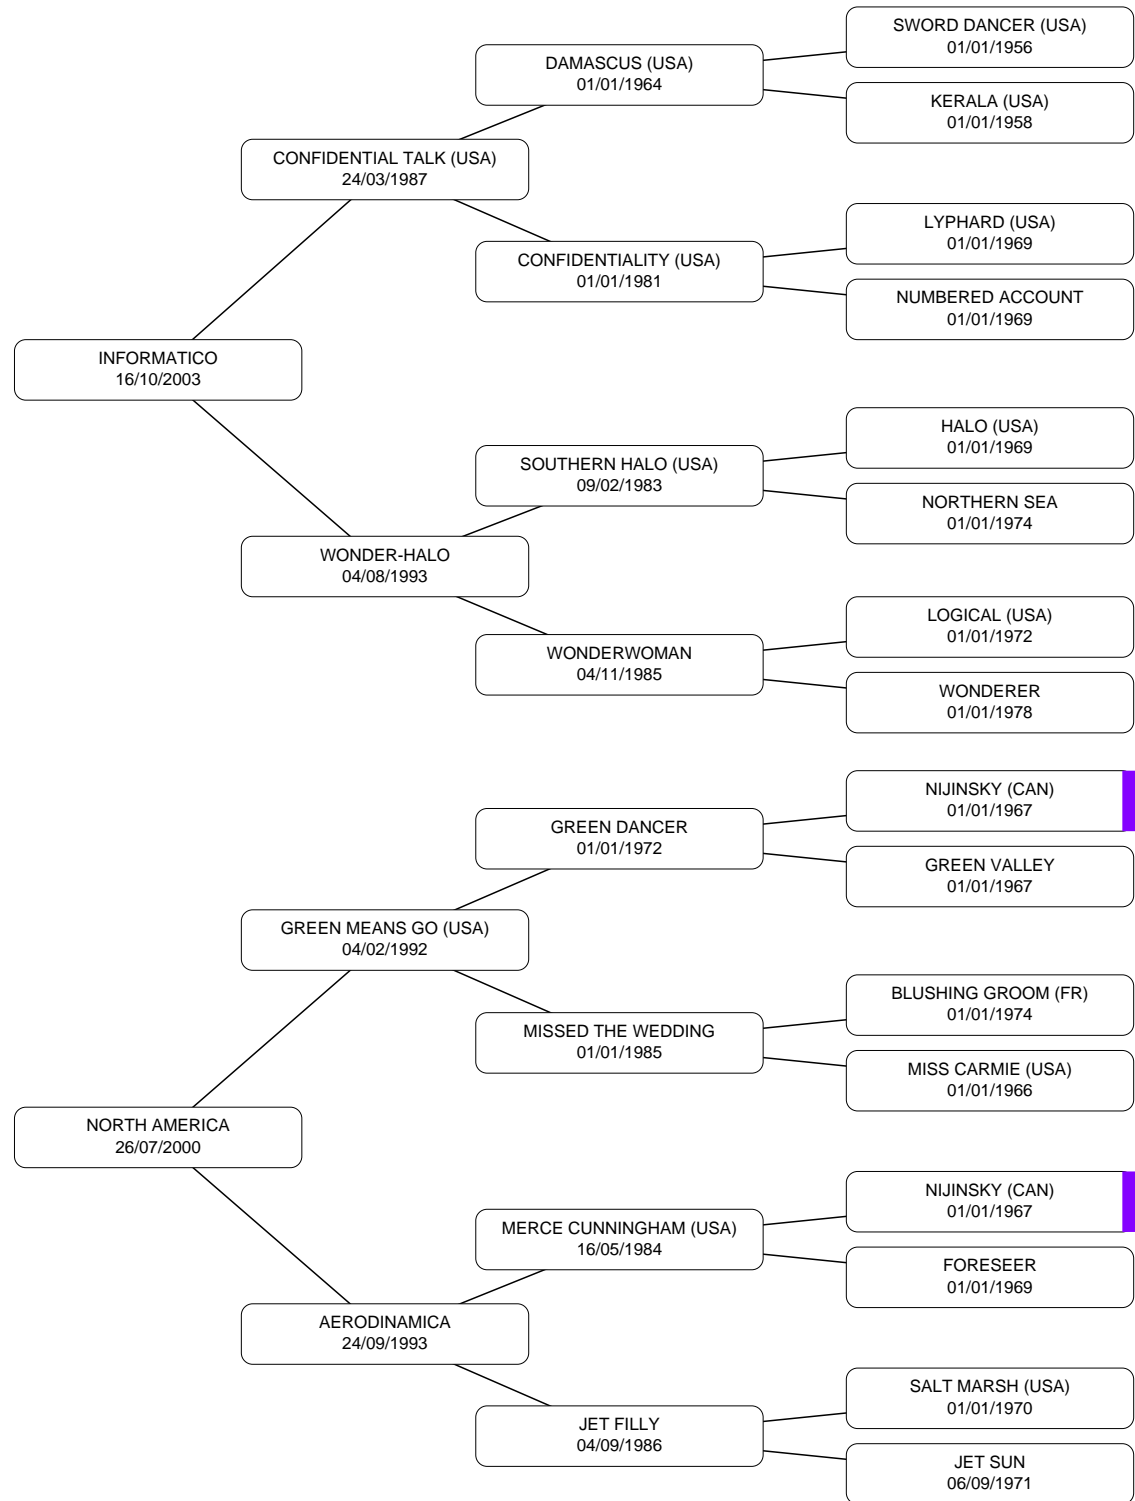 SWORD DANCER (USA)
01/01/1956
DAMASCUS (USA)
01/01/1964
KERALA (USA)
01/01/1958
CONFIDENTIAL TALK (USA)
24/03/1987
LYPHARD (USA)
01/01/1969
CONFIDENTIALITY (USA)
01/01/1981
NUMBERED ACCOUNT
01/01/1969
INFORMATICO
16/10/2003
HALO (USA)
01/01/1969
SOUTHERN HALO (USA)
09/02/1983
NORTHERN SEA
01/01/1974
WONDER-HALO
04/08/1993
LOGICAL (USA)
01/01/1972
WONDERWOMAN
04/11/1985
WONDERER
01/01/1978
NIJINSKY (CAN)
01/01/1967
GREEN DANCER
01/01/1972
GREEN VALLEY
01/01/1967
GREEN MEANS GO (USA)
04/02/1992
BLUSHING GROOM (FR)
01/01/1974
MISSED THE WEDDING
01/01/1985
MISS CARMIE (USA)
01/01/1966
NORTH AMERICA
26/07/2000
NIJINSKY (CAN)
01/01/1967
MERCE CUNNINGHAM (USA)
16/05/1984
FORESEER
01/01/1969
AERODINAMICA
24/09/1993
SALT MARSH (USA)
01/01/1970
JET FILLY
04/09/1986
JET SUN
06/09/1971